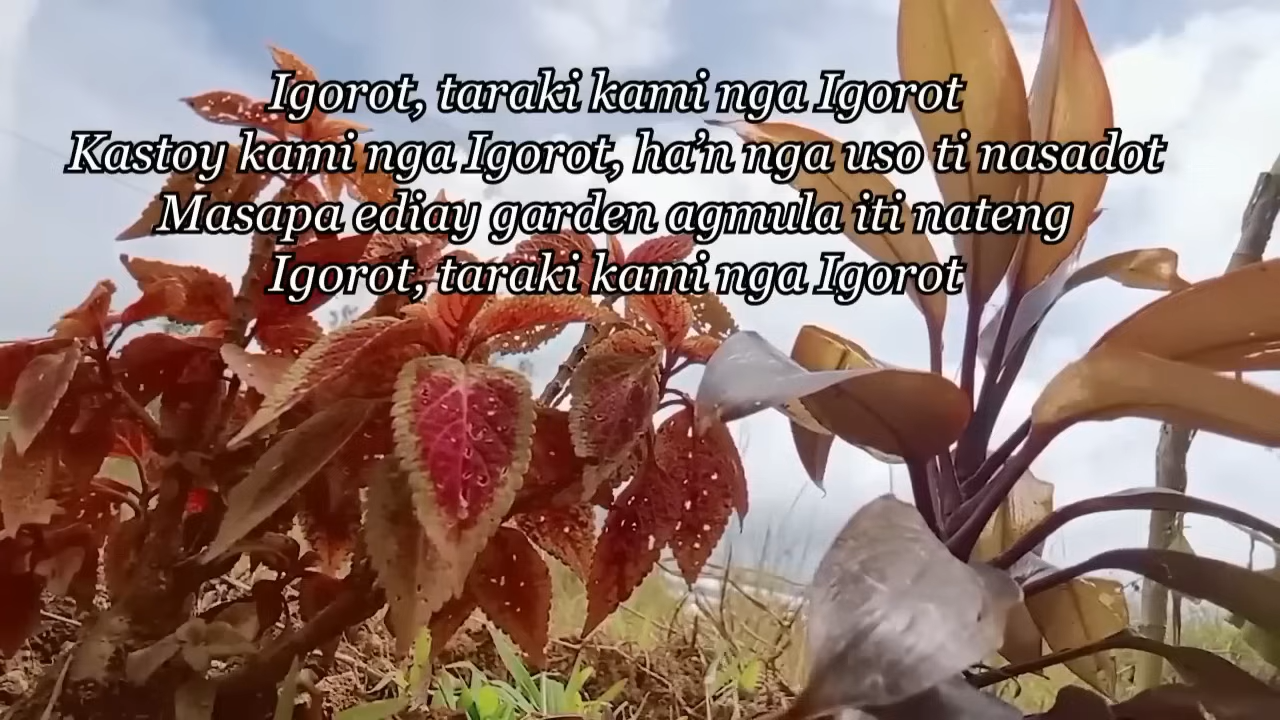 Igorot, taraki kami nga Igorot
Kastoy kami nga Igorot, ha’n nga uso ti nasadot
Masapa ediay garden agmula iti nateng
Igorot, taraki kami nga Igorot